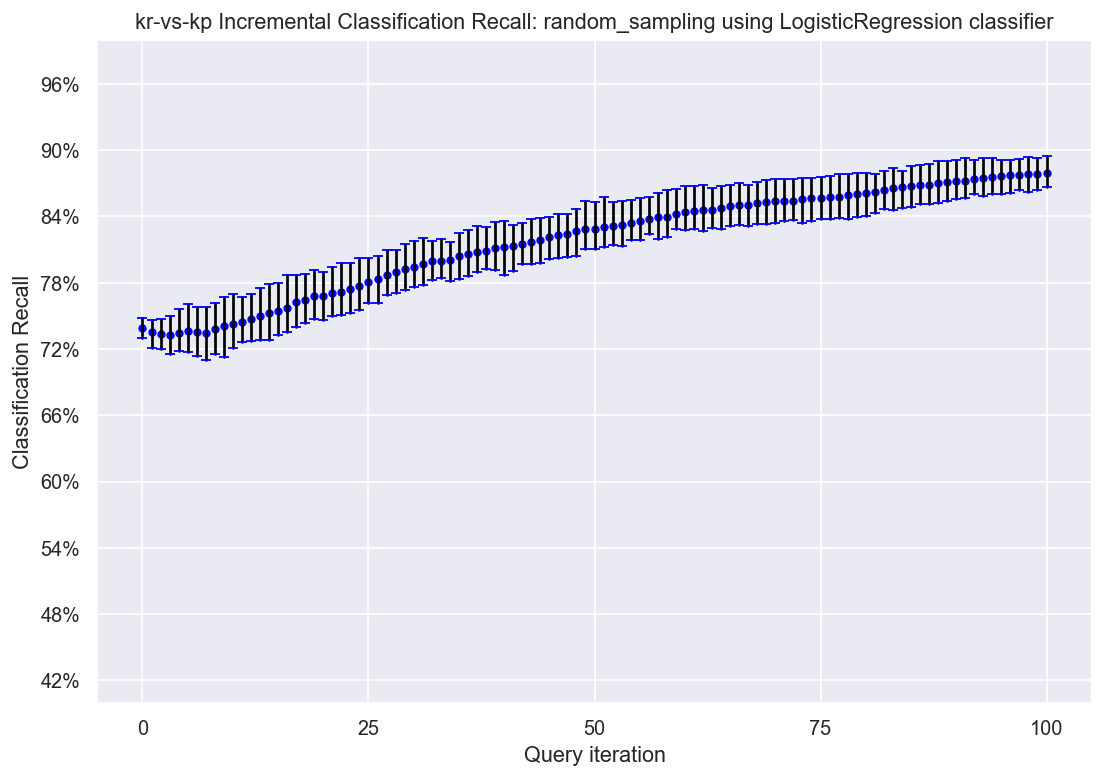 kr-vs-kp Incremental Classification Recall: random_sampling using LogisticRegression classifier
96%
90%
84%
78%
72%
66%
60%
54%
48%
42%
Classification Recall
0 25 50 75 100
Query iteration